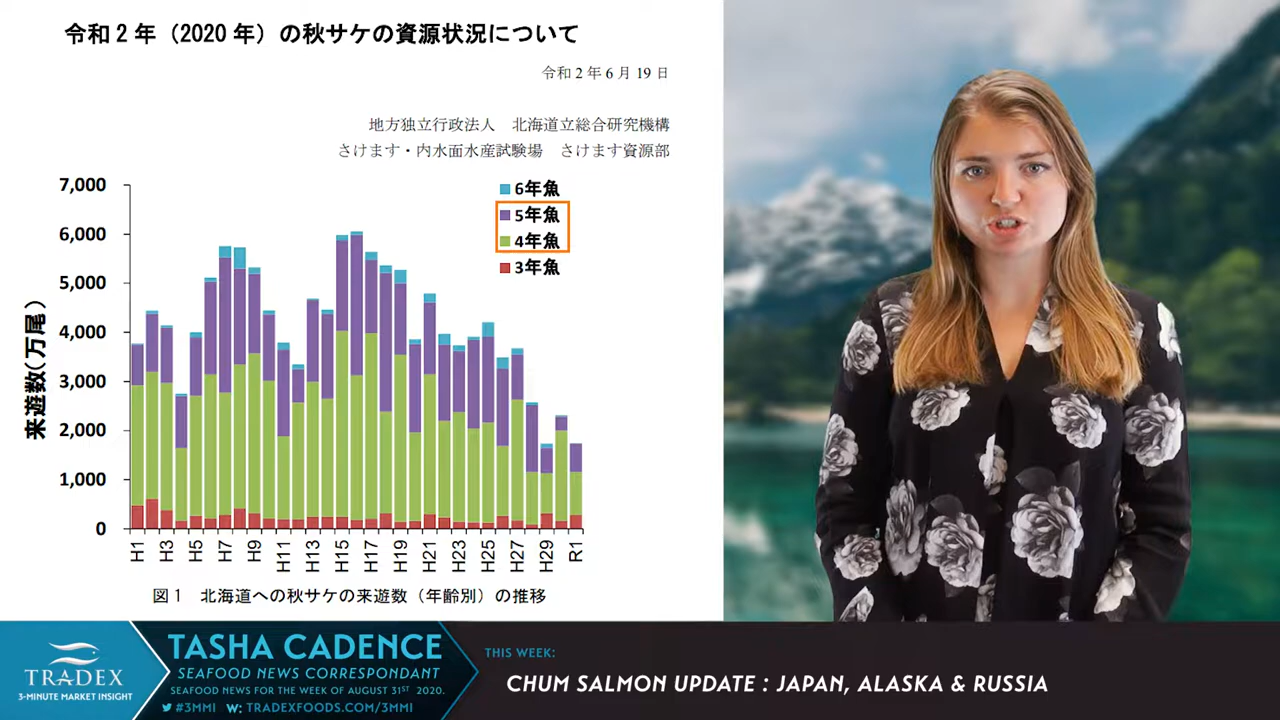 令和２年（2020 年）の秋サケの資源状況について
令和２年６月 19 日
地方独立行政法人　北海道立総合研究機構
さけます・内水面水産試験場　さけます資源部
来遊数（万尾）
7,000
6,000
5,000
4,000
3,000
2,000
1,000
0
6年魚
5年魚
4年魚
3年魚
H1 H3 H5 H7 H9 H11 H13 H15 H17 H19 H21 H23 H25 H27 H29 R1
図１　北海道への秋サケの来遊数（年齢別）の推移
TRADEX
3-MINUTE MARKET INSIGHT
TASHA CADENCE
SEAFOOD NEWS CORRESPONDANT
SEAFOOD NEWS FOR THE WEEK OF AUGUST 31ST 2020.
#3MMI W: TRADEXFOODS.COM/3MMI
THIS WEEK:
CHUM SALMON UPDATE : JAPAN, ALASKA & RUSSIA